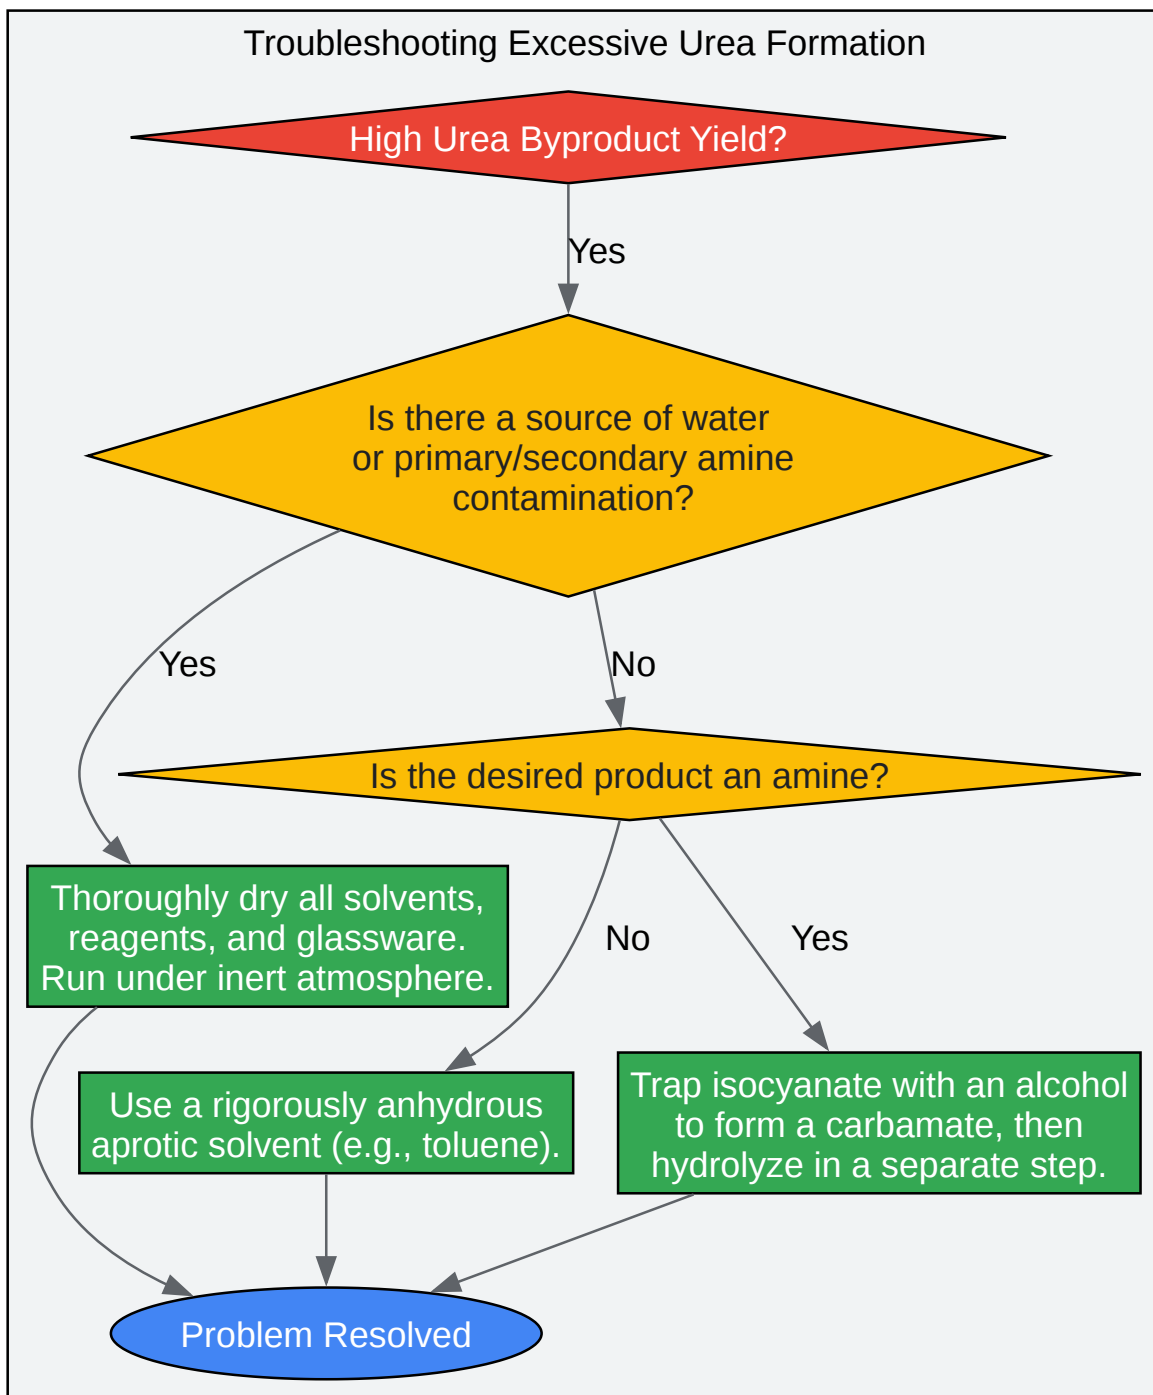 Troubleshooting Excessive Urea Formation
High Urea Byproduct Yield?
Yes
Is there a source of water
or primary/secondary amine
contamination?
Yes
No
Is the desired product an amine?
Thoroughly dry all solvents,
reagents, and glassware.
Run under inert atmosphere.
No
Yes
Use a rigorously anhydrous
aprotic solvent (e.g., toluene).
Trap isocyanate with an alcohol
to form a carbamate, then
hydrolyze in a separate step.
Problem Resolved